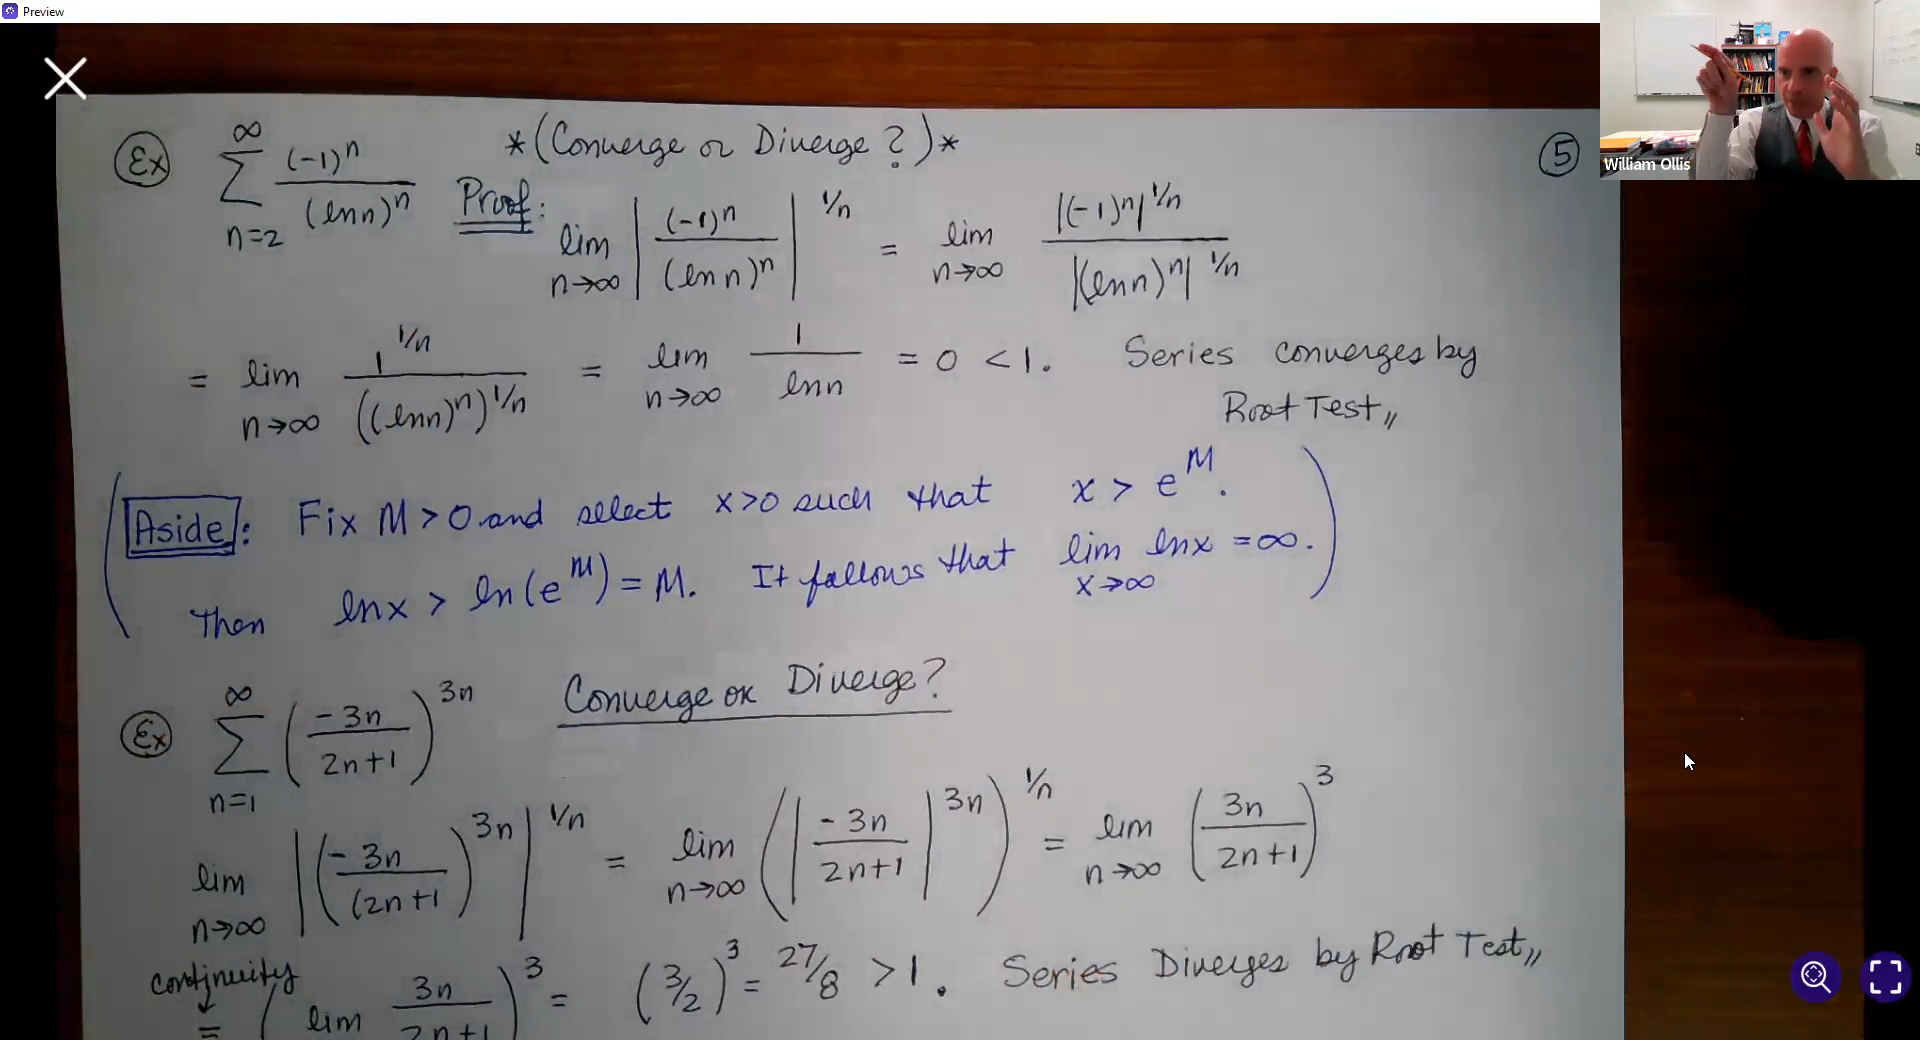 Preview
William Ollis
Ex ∑_{n=2}^{∞} (-1)^n / (ln n)^n *(Converge or Diverge?)* 5
Proof: lim_{n→∞} |(-1)^n / (ln n)^n|^{1/n} = lim_{n→∞} |(-1)^n|^{1/n} / |(ln n)^n|^{1/n}
= lim_{n→∞} 1^{1/n} / ((ln n)^n)^{1/n} = lim_{n→∞} 1 / ln n = 0 < 1. Series converges by
Root Test,,
(Aside: Fix M > 0 and select x > 0 such that x > e^M.
Then ln x > ln(e^M) = M. It follows that lim_{x→∞} ln x = ∞.)
Ex ∑_{n=1}^{∞} (-3n / 2n+1)^{3n} Converge or Diverge?
lim_{n→∞} |(-3n / (2n+1)^{3n}|^{1/n} = lim_{n→∞} (|-3n / 2n+1|^{3n})^{1/n} = lim_{n→∞} (3n / 2n+1)^3
continuity
↓
= (lim 3n / 2n+1)^3 = (3/2)^3 = 27/8 > 1. Series Diverges by Root Test,,